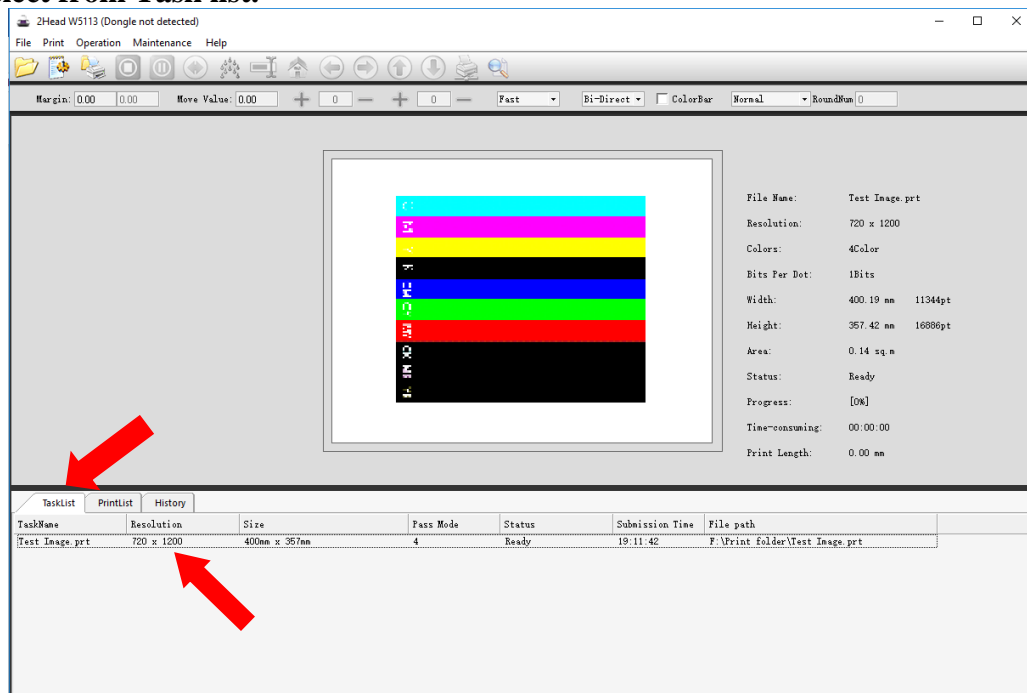 from Task list.
2Head W5113 (Dongle not detected)
File Print Operation Maintenance Help
Margin: 0.00 0.00 Move Value: 0.00 0 0 Fast Bi-Direct ColorBar Normal RoundNum 0
File Name: Test Image.prt
Resolution: 720 x 1200
Colors: 4Color
Bits Per Dot: 1Bits
Width: 400.19 mm 11344pt
Height: 357.42 mm 16886pt
Area: 0.14 sq.m
Status: Ready
Progress: [0%]
Time-consuming: 00:00:00
Print Length: 0.00 mm
TaskList PrintList History
TaskName Resolution Size Pass Mode Status Submission Time File path
Test Image.prt 720 x 1200 400mm x 357mm 4 Ready 19:11:42 F:\Print folder\Test Image.prt